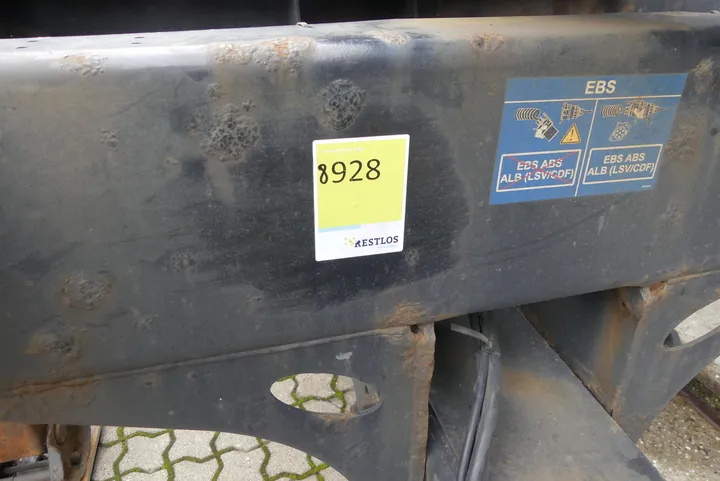 8928
RESTLOS
EBS
EBS ABS
ALB (LSV/CDF)
EBS ABS
ALB (LSV/CDF)